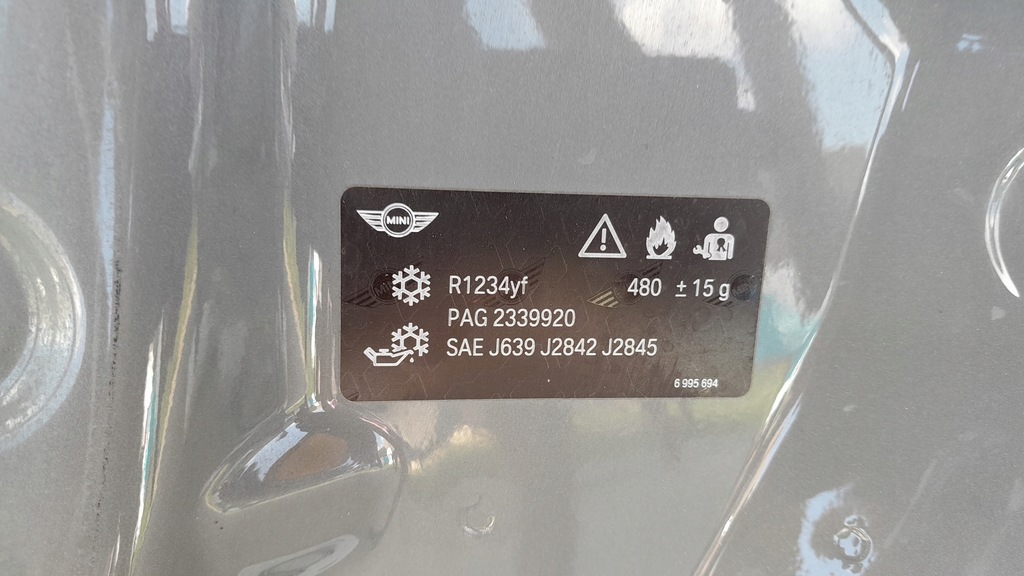 MINI
R1234yf 480 ± 15 g
PAG 2339920
SAE J639 J2842 J2845
6 995 694